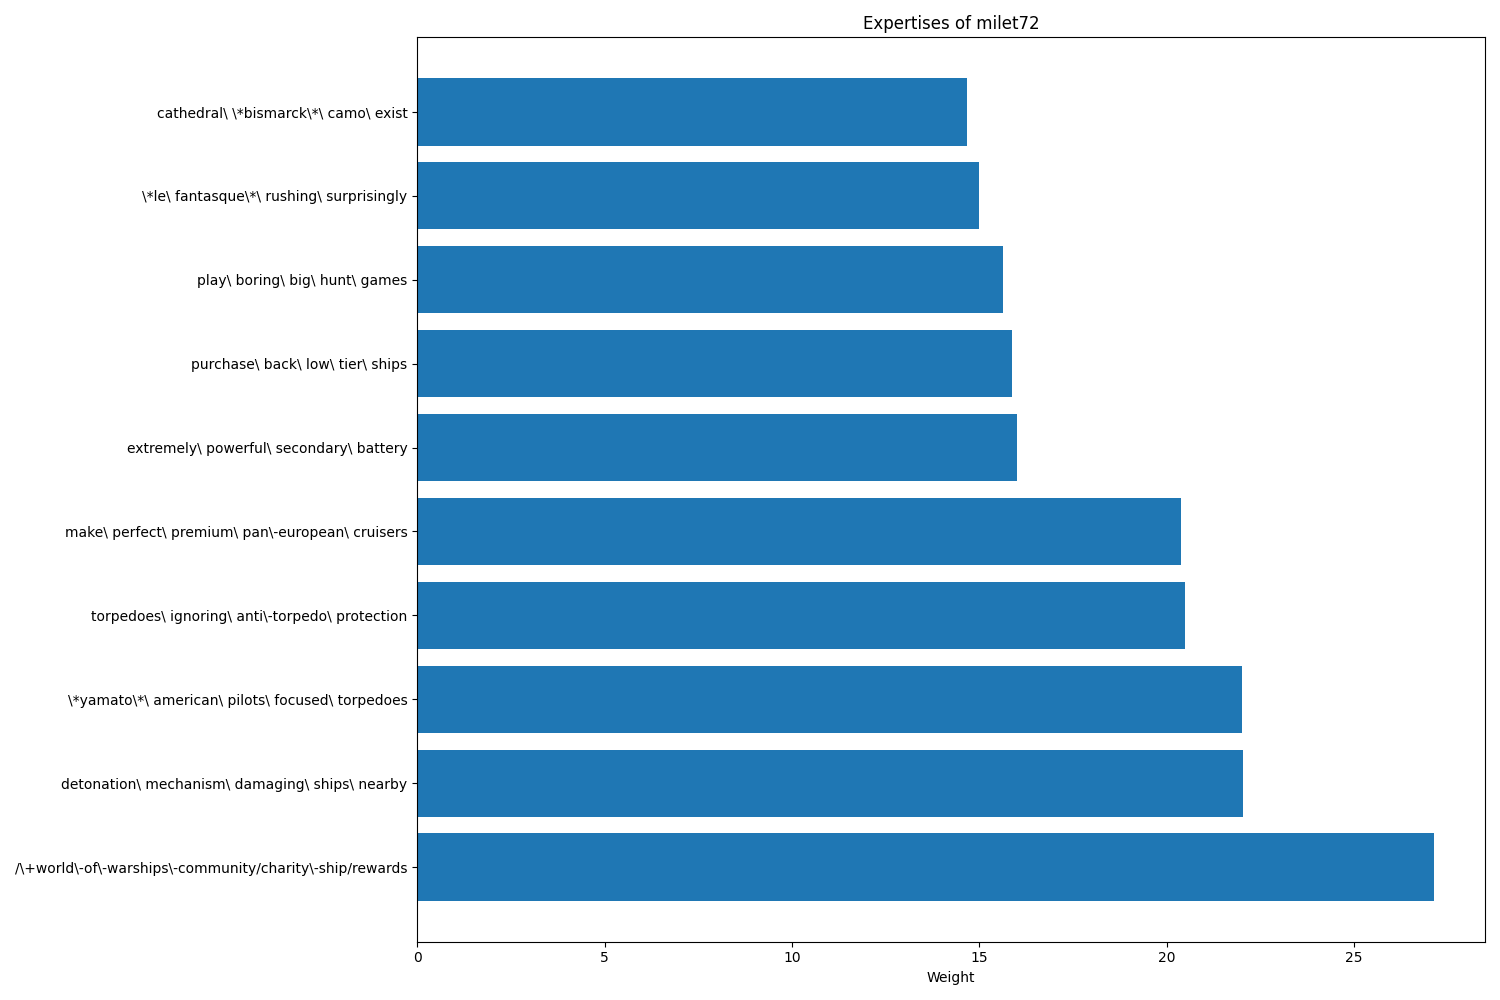 Expertises of milet72
cathedral\ \*bismarck\*\ camo\ exist
\*le\ fantasque\*\ rushing\ surprisingly
play\ boring\ big\ hunt\ games
purchase\ back\ low\ tier\ ships
extremely\ powerful\ secondary\ battery
make\ perfect\ premium\ pan\-european\ cruisers
torpedoes\ ignoring\ anti\-torpedo\ protection
\*yamato\*\ american\ pilots\ focused\ torpedoes
detonation\ mechanism\ damaging\ ships\ nearby
/\+world\-of\-warships\-community/charity\-ship/rewards
0 5 10 15 20 25
Weight